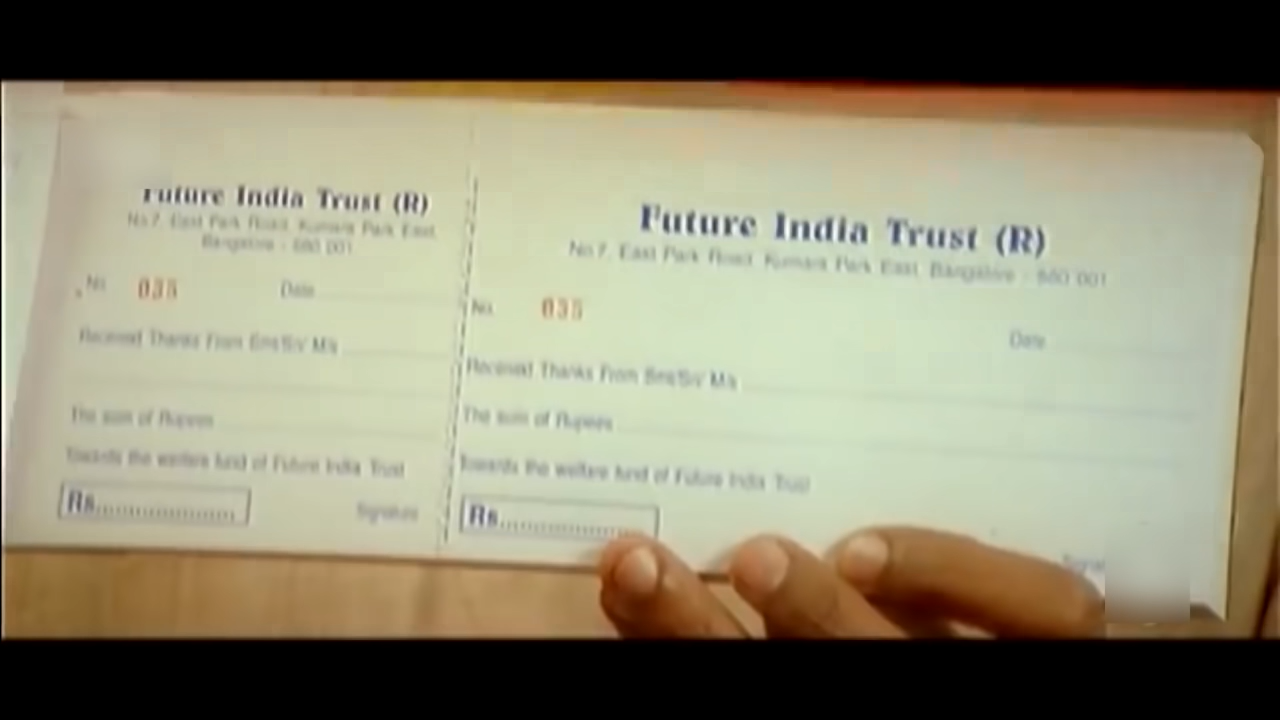 Future India Trust (R)
No.7, East Park Road, Kumara Park East,
Bangalore - 560 001
No. 035 Date
Received Thanks From Smt/Sri/ M/s
The sum of Rupees
Towards the welfare fund of Future India Trust
Rs...................... Signature
Future India Trust (R)
No.7, East Park Road, Kumara Park East, Bangalore - 560 001
No. 035
Date
Received Thanks From Smt/Sri/ M/s
The sum of Rupees
Towards the welfare fund of Future India Trust
Rs......................